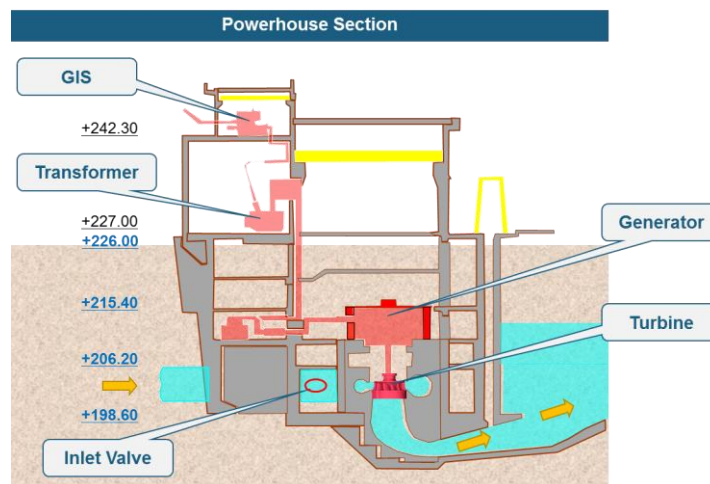 Powerhouse Section
GIS
+242.30
Transformer
+227.00
+226.00
Generator
+215.40
Turbine
+206.20
+198.60
Inlet Valve